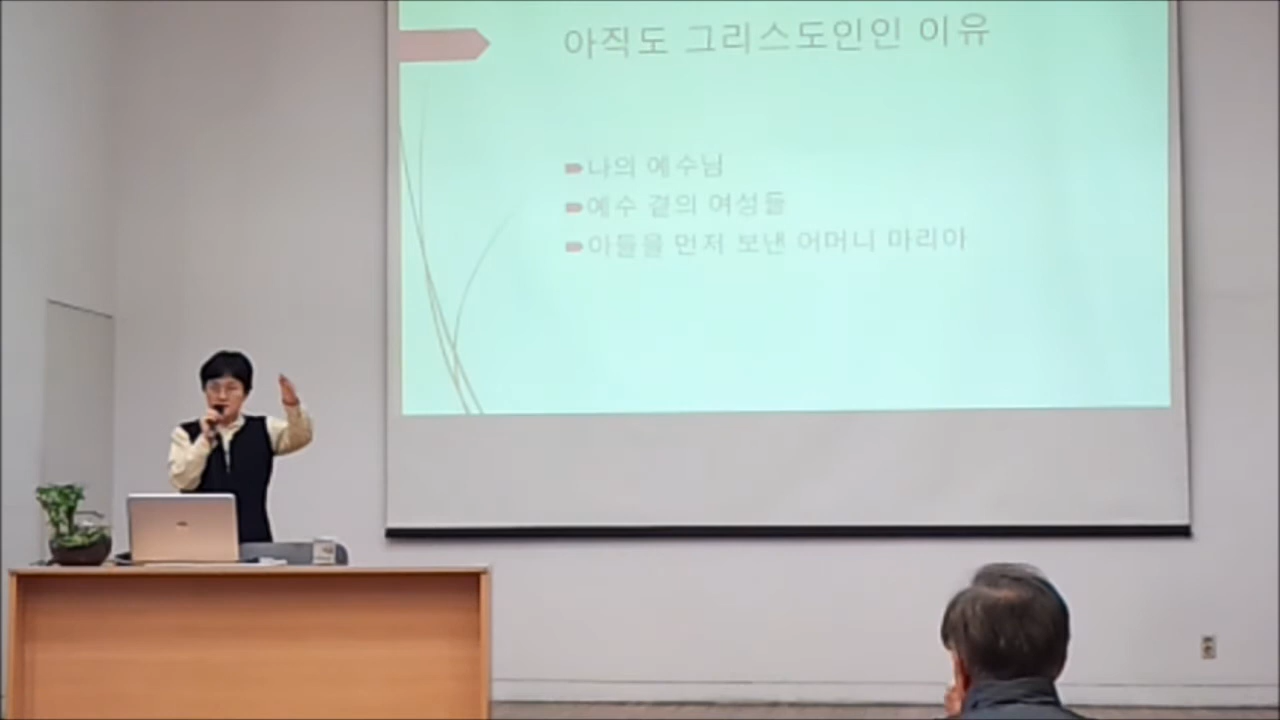 아직도 그리스도인인 이유
나의 예수님
예수 곁의 여성들
아들을 먼저 보낸 어머니 마리아